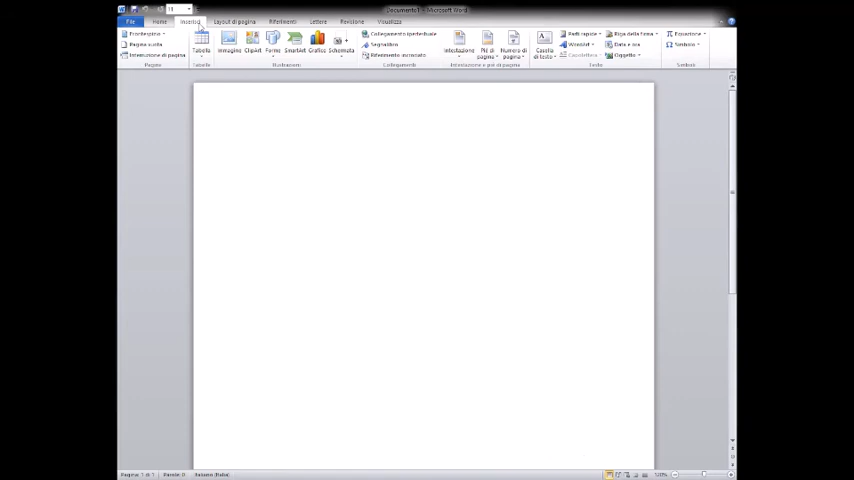 Documento1 - Microsoft Word
File Home Inserisci Layout di pagina Riferimenti Lettere Revisione Visualizza
Frontespizio
Pagina vuota
Interruzione di pagina
Pagine
Tabella
Tabelle
Immagine ClipArt Forme SmartArt Grafico Schermata
Illustrazioni
Collegamento ipertestuale
Segnalibro
Riferimento incrociato
Collegamenti
Intestazione Piè di pagina Numero di pagina
Intestazione e piè di pagina
Casella di testo
Parti rapide
WordArt
Capolettera
Riga della firma
Data e ora
Oggetto
Testo
Equazione
Simbolo
Simboli
Pagina: 1 di 1 Parole: 0 Italiano (Italia)